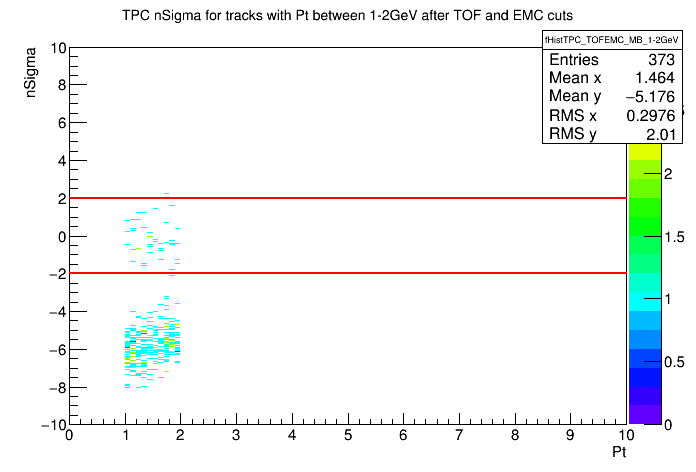 TPC nSigma for tracks with Pt between 1-2GeV after TOF and EMC cuts
fHistTPC_TOFEMC_MB_1-2GeV
Entries 373
Mean x 1.464
Mean y −5.176
RMS x 0.2976
RMS y 2.01
nSigma
10
8
6
4
2
0
−2
−4
−6
−8
−10
0 1 2 3 4 5 6 7 8 9 10
Pt
2
1.5
1
0.5
0